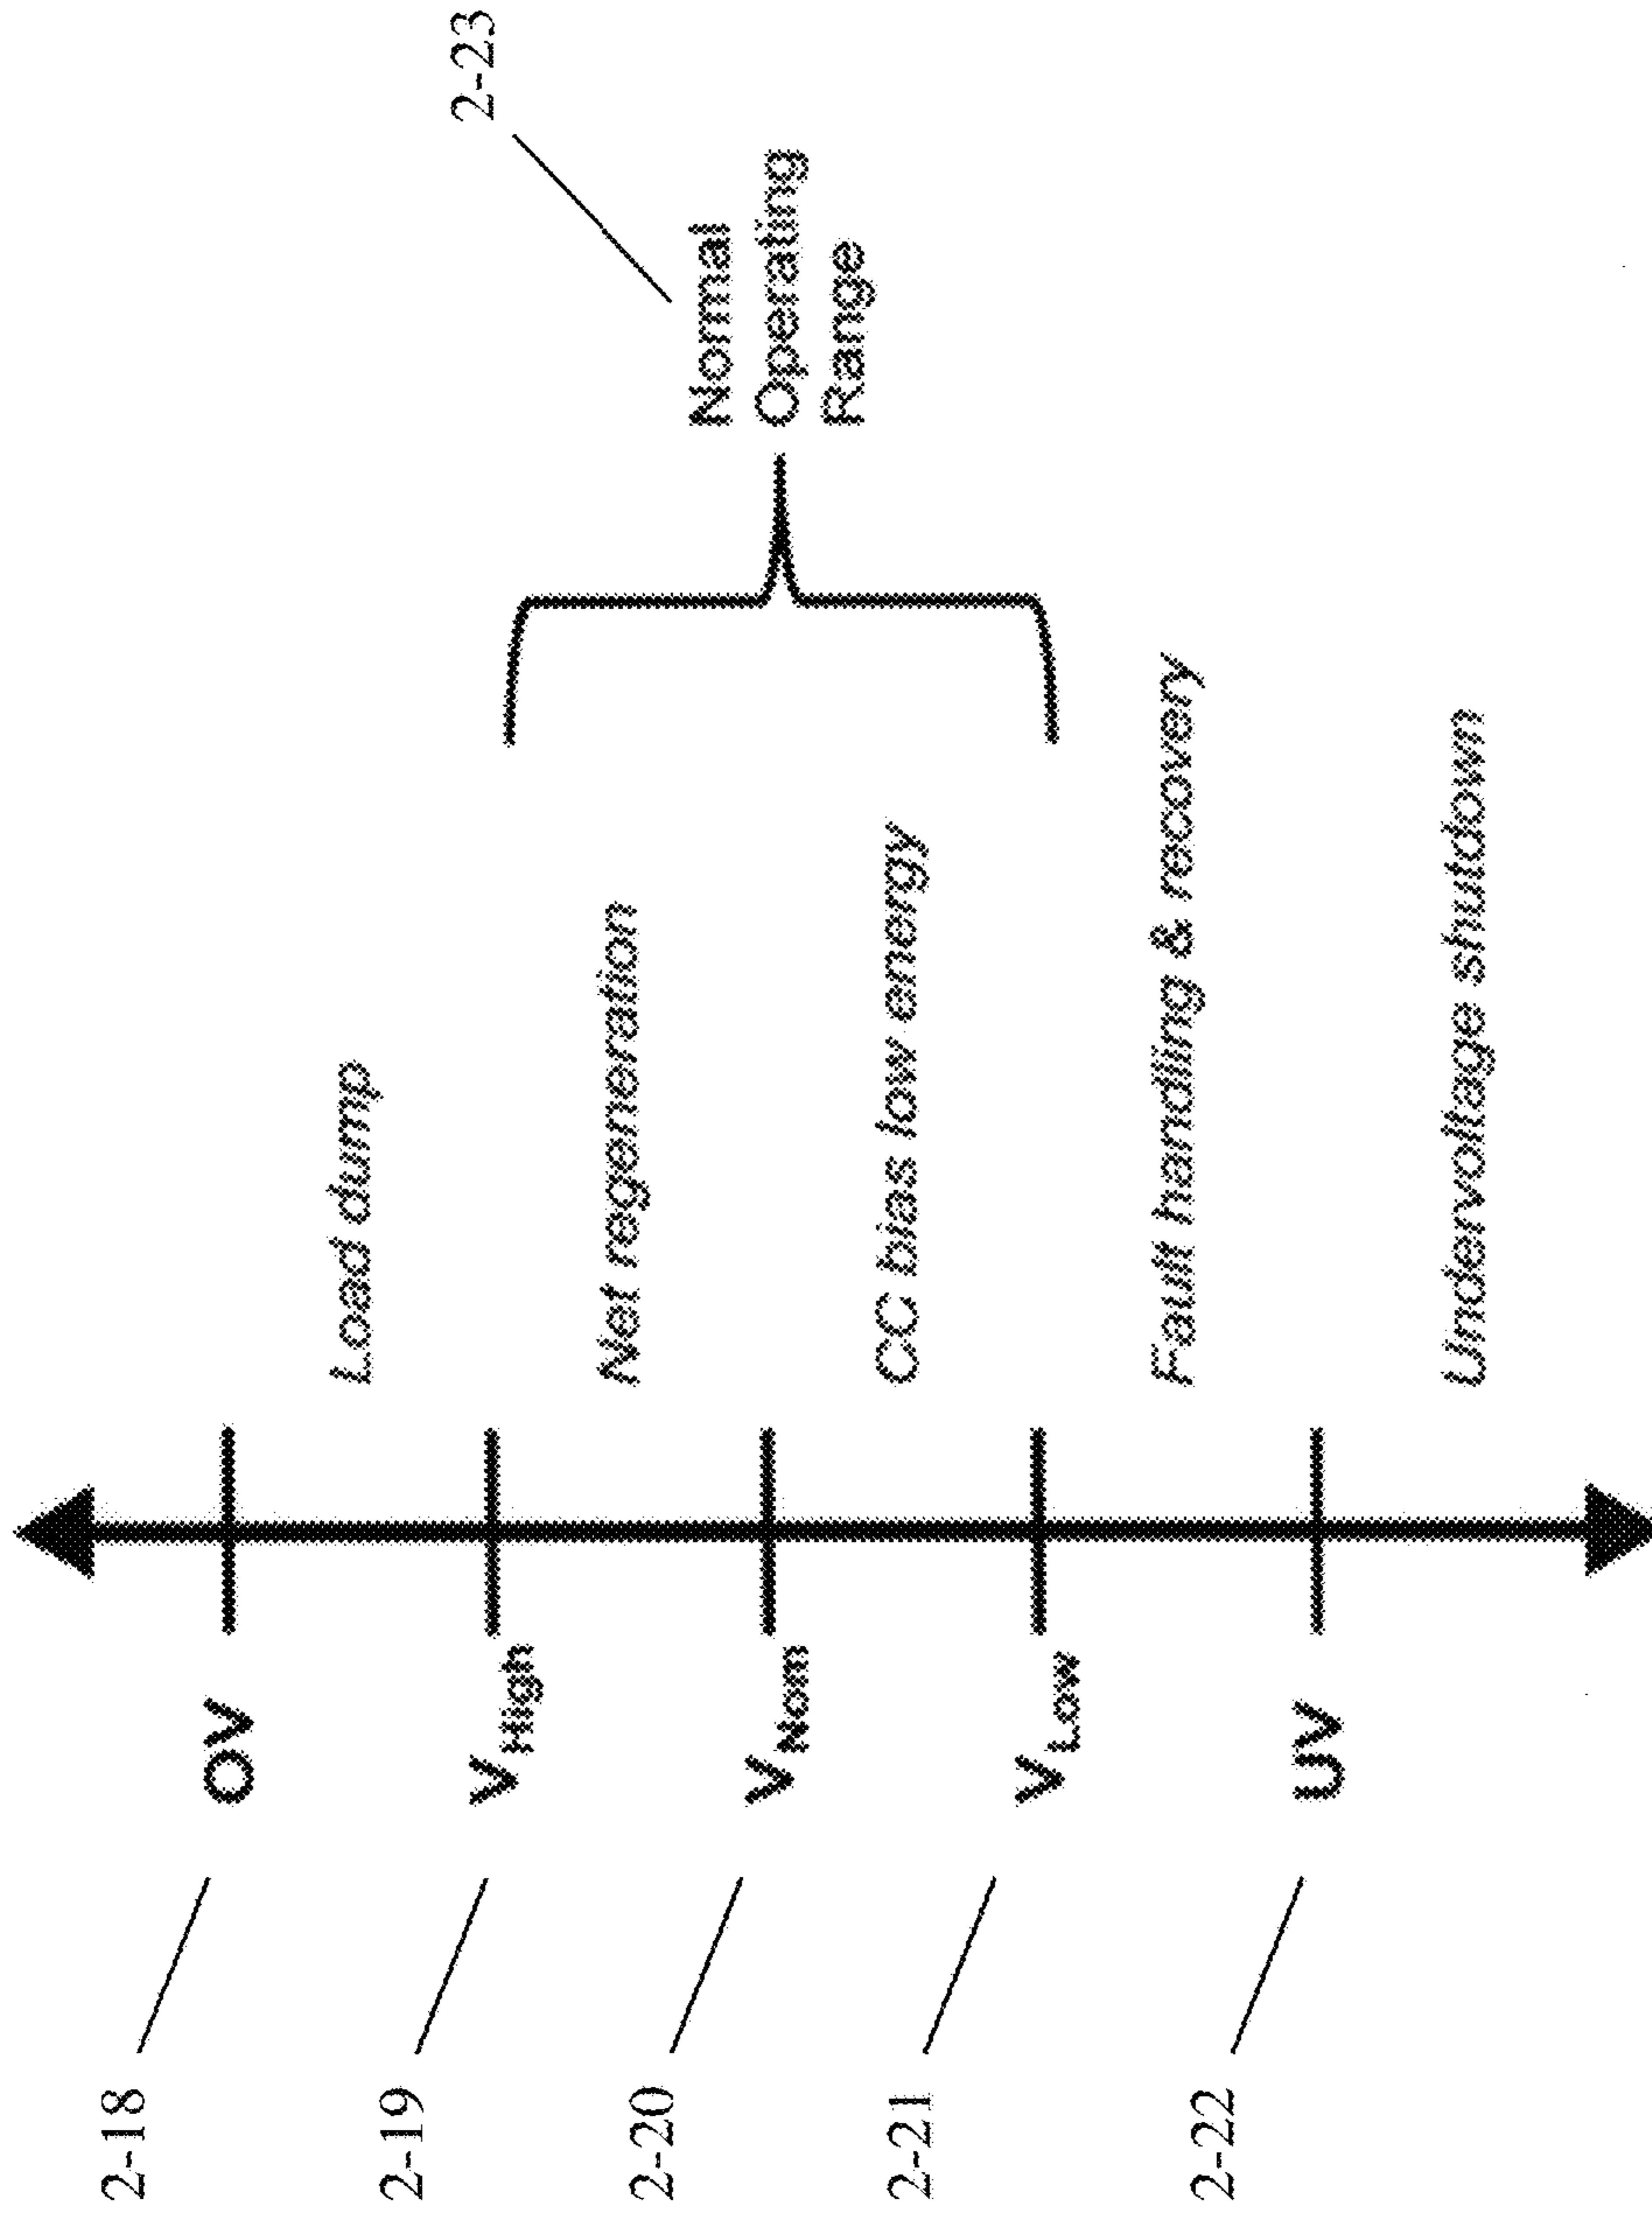 2-18
OV
Load dump
2-19
VHigh
Net regeneration
2-20
VNom
CC bias low energy
2-21
VLow
Fault handling & recovery
2-22
UV
Undervoltage shutdown
2-23
Normal
Operating
Range